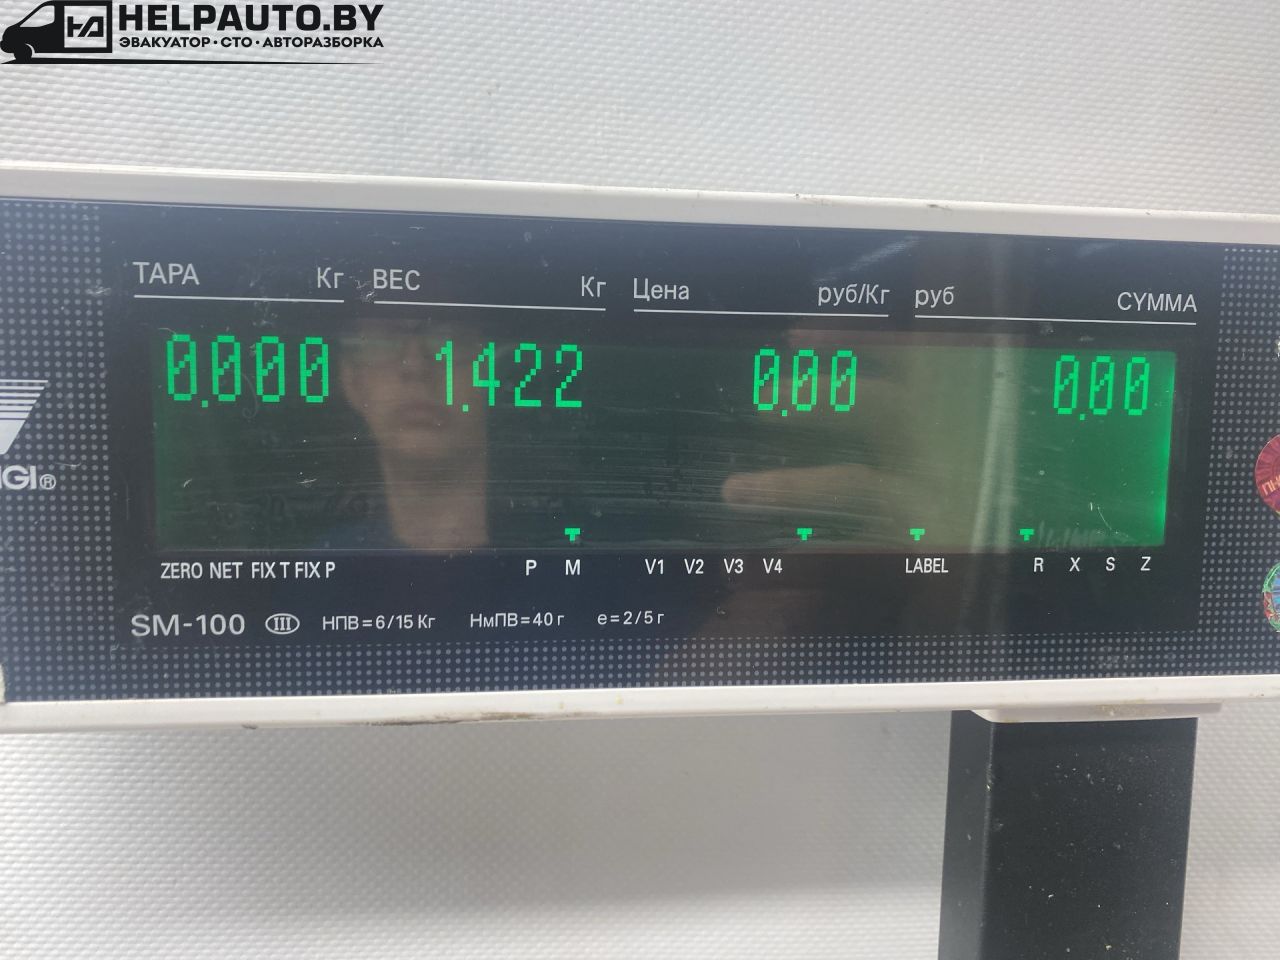 HELPAUTO.BY
ЭВАКУАТОР·СТО·АВТОРАЗБОРКА
ТАРА Кг ВЕС Кг Цена руб/Кг руб СУММА
0.000 1.422 0.00 0.00
ZERO NET FIX T FIX P P M V1 V2 V3 V4 LABEL R X S Z
SM-100 III НПВ=6/15 Кг НмПВ=40 г e=2/5 г